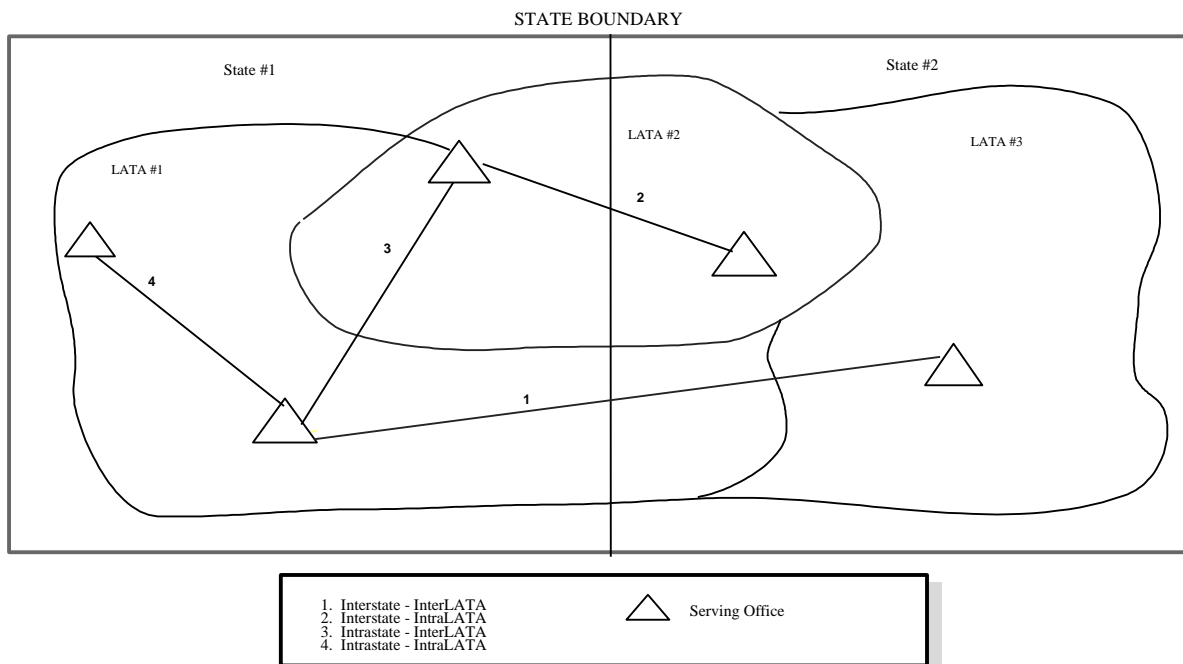 STATE BOUNDARY
State #1
State #2
LATA #2
LATA #3
LATA #1
2
3
4
1
1. Interstate - InterLATA
2. Interstate - IntraLATA
3. Intrastate - InterLATA
4. Intrastate - IntraLATA
Serving Office